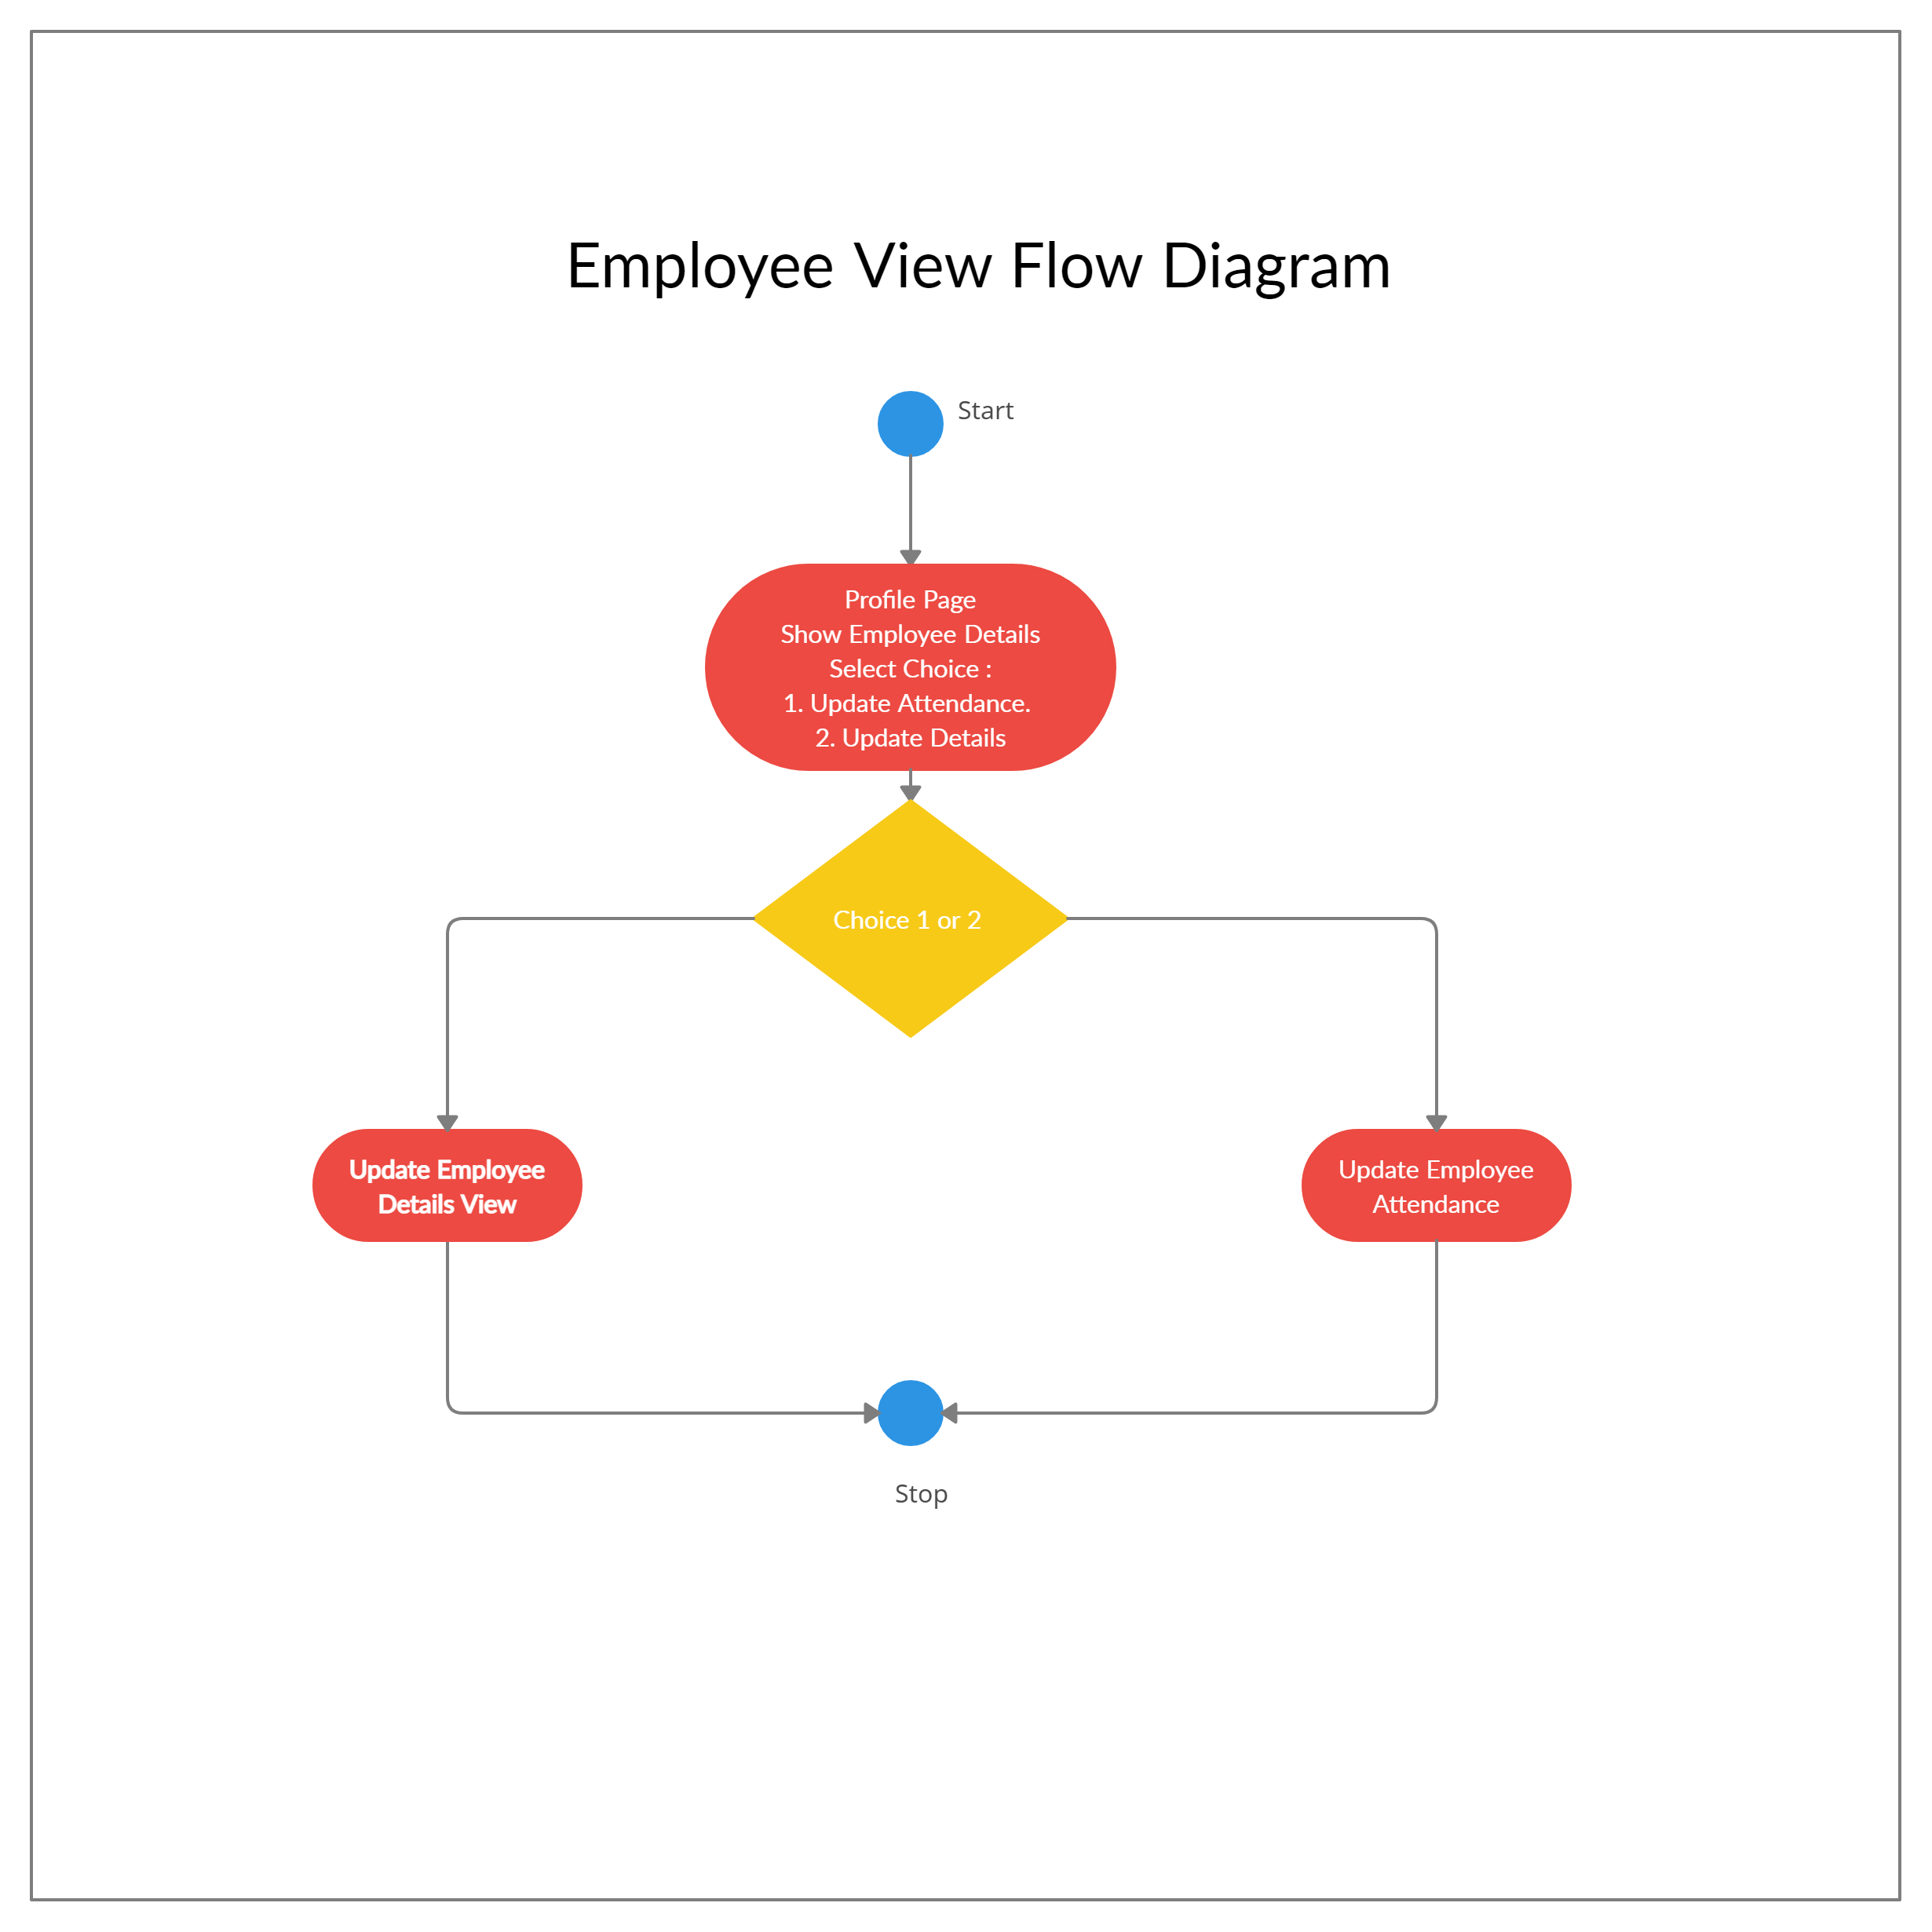 Employee View Flow Diagram
Start
Profile Page
Show Employee Details
Select Choice :
1. Update Attendance.
2. Update Details
Choice 1 or 2
Update Employee
Details View
Update Employee
Attendance
Stop